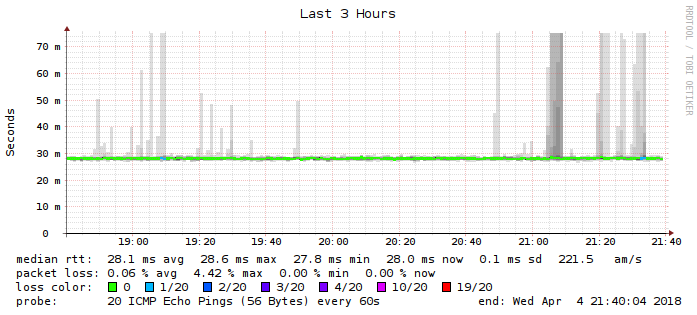 Last 3 Hours
RRDTOOL / TOBI OETIKER
Seconds
70 m
60 m
50 m
40 m
30 m
20 m
10 m
0
19:00 19:20 19:40 20:00 20:20 20:40 21:00 21:20 21:40
median rtt: 28.1 ms avg 28.6 ms max 27.8 ms min 28.0 ms now 0.1 ms sd 221.5 am/s
packet loss: 0.06 % avg 4.42 % max 0.00 % min 0.00 % now
loss color: 0 1/20 2/20 3/20 4/20 10/20 19/20
probe: 20 ICMP Echo Pings (56 Bytes) every 60s end: Wed Apr 4 21:40:04 2018